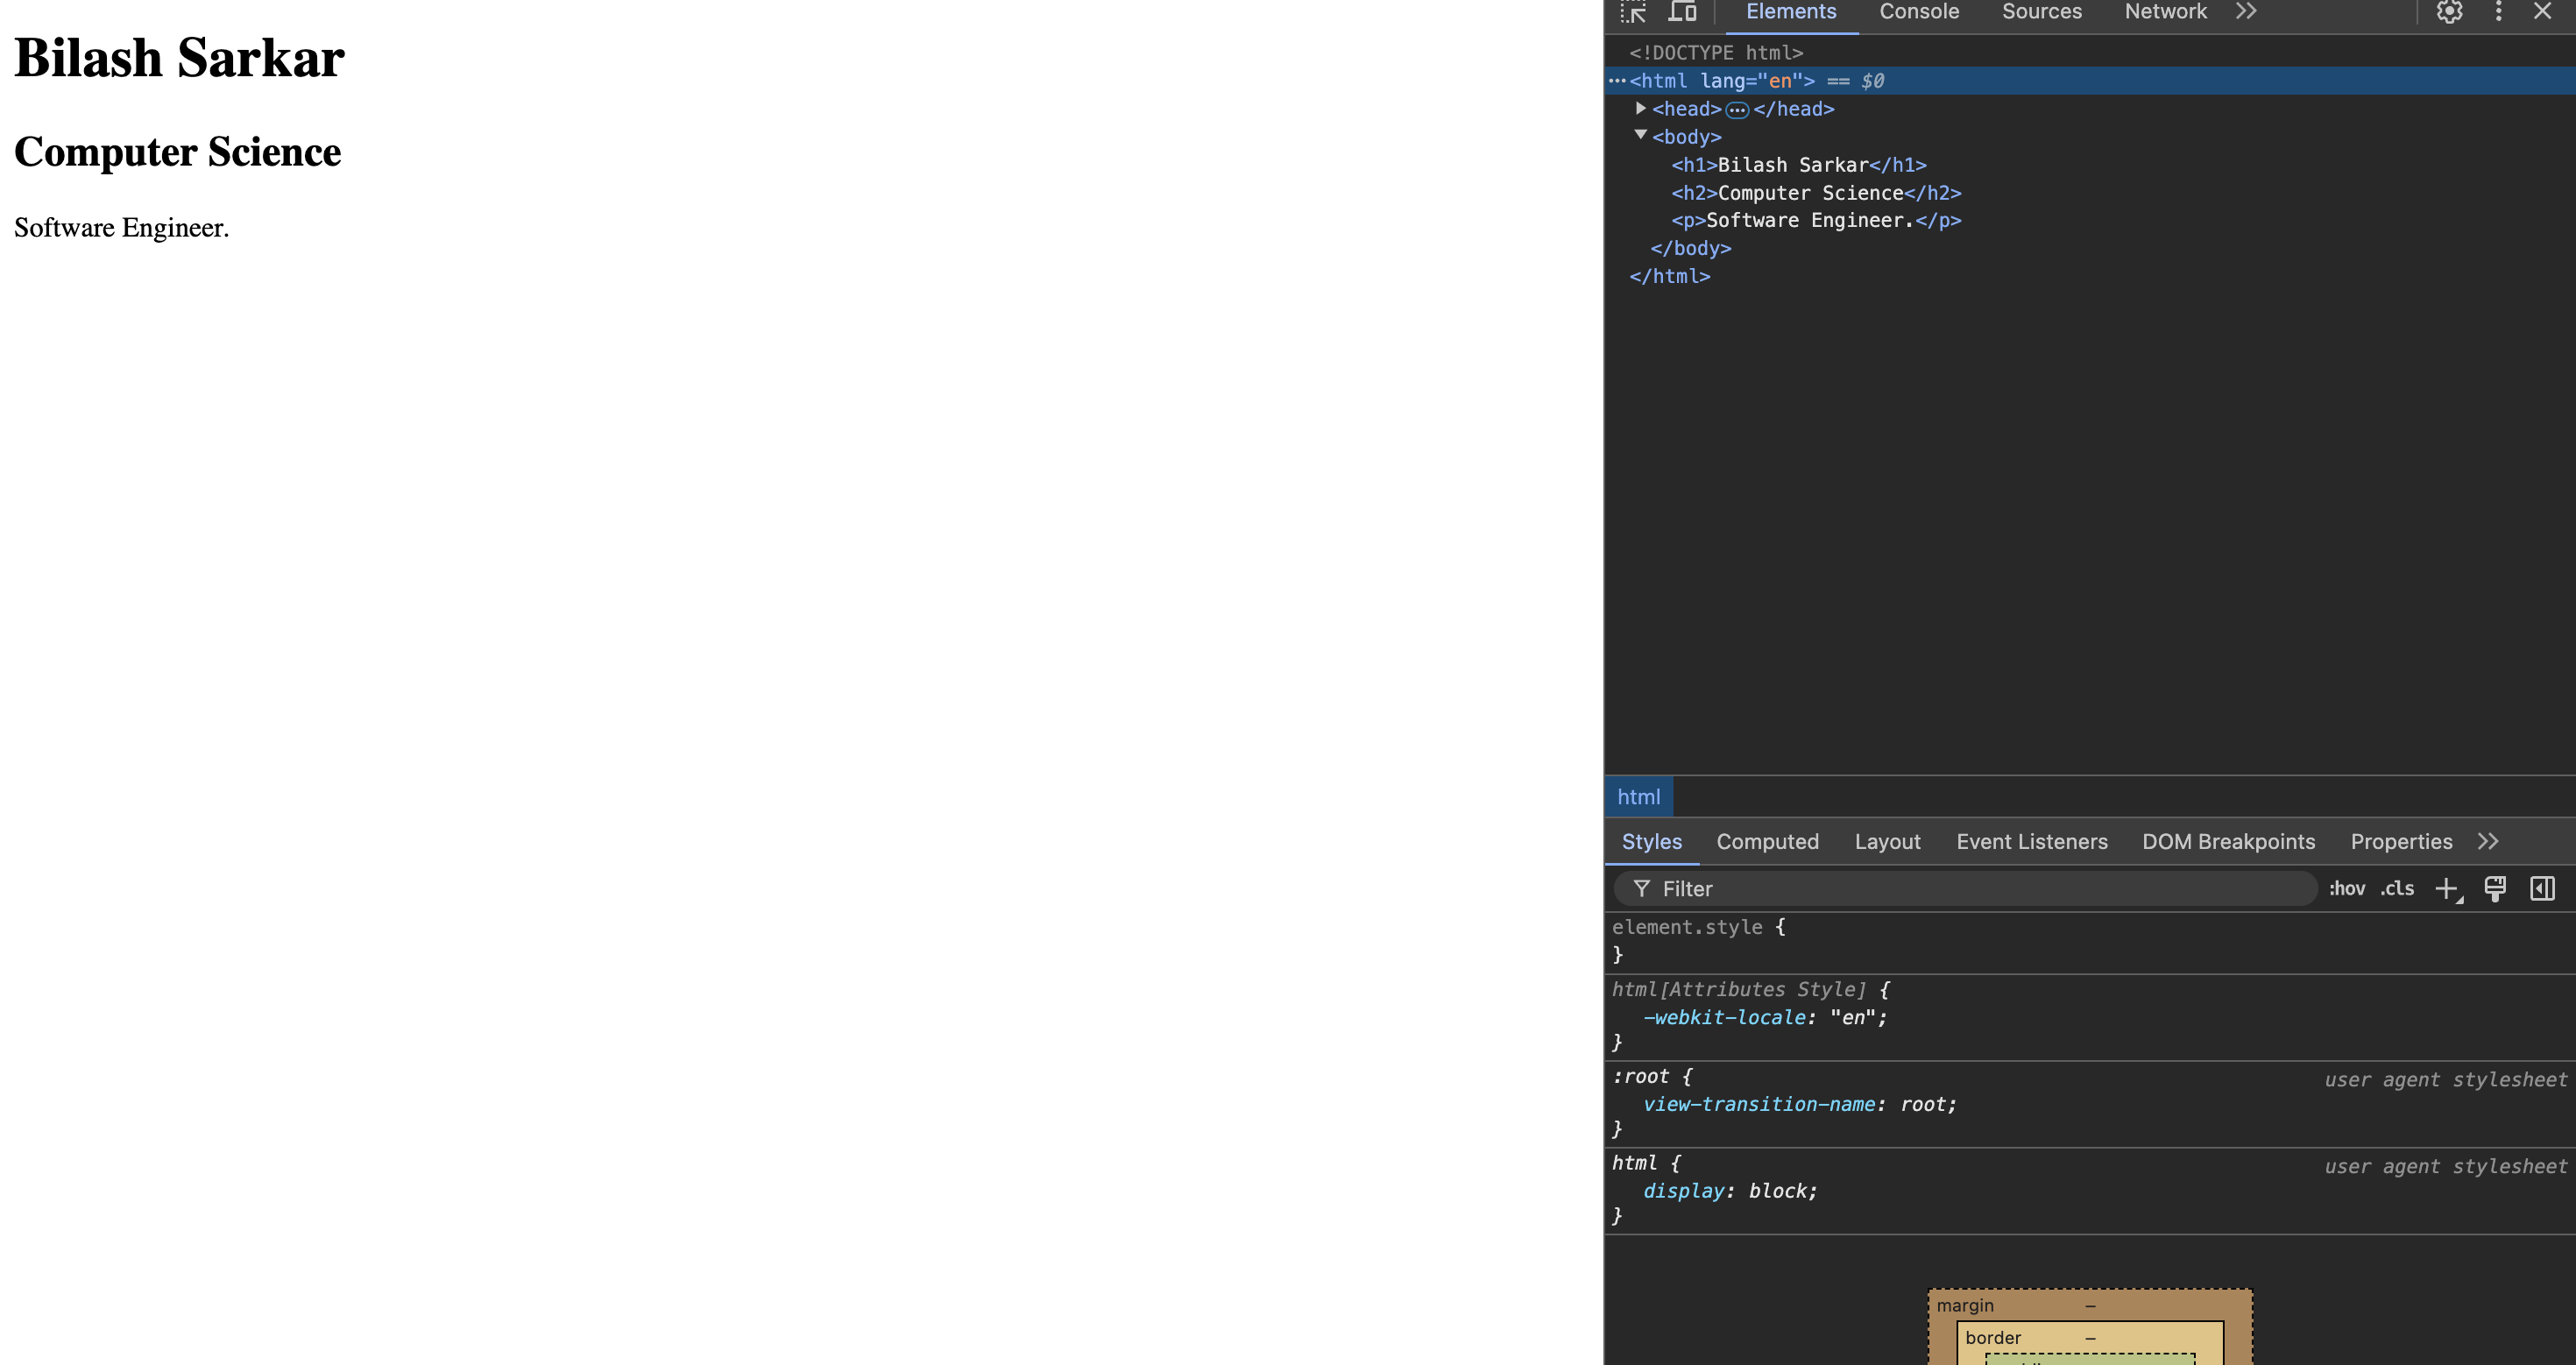 Bilash Sarkar
Computer Science
Software Engineer.
Elements Console Sources Network
<!DOCTYPE html>
<html lang="en"> == $0
<head> </head>
<body>
<h1>Bilash Sarkar</h1>
<h2>Computer Science</h2>
<p>Software Engineer.</p>
</body>
</html>
html
Styles Computed Layout Event Listeners DOM Breakpoints Properties
Filter :hov .cls
element.style {
}
html[Attributes Style] {
-webkit-locale: "en";
}
:root { user agent stylesheet
view-transition-name: root;
}
html { user agent stylesheet
display: block;
}
margin –
border –